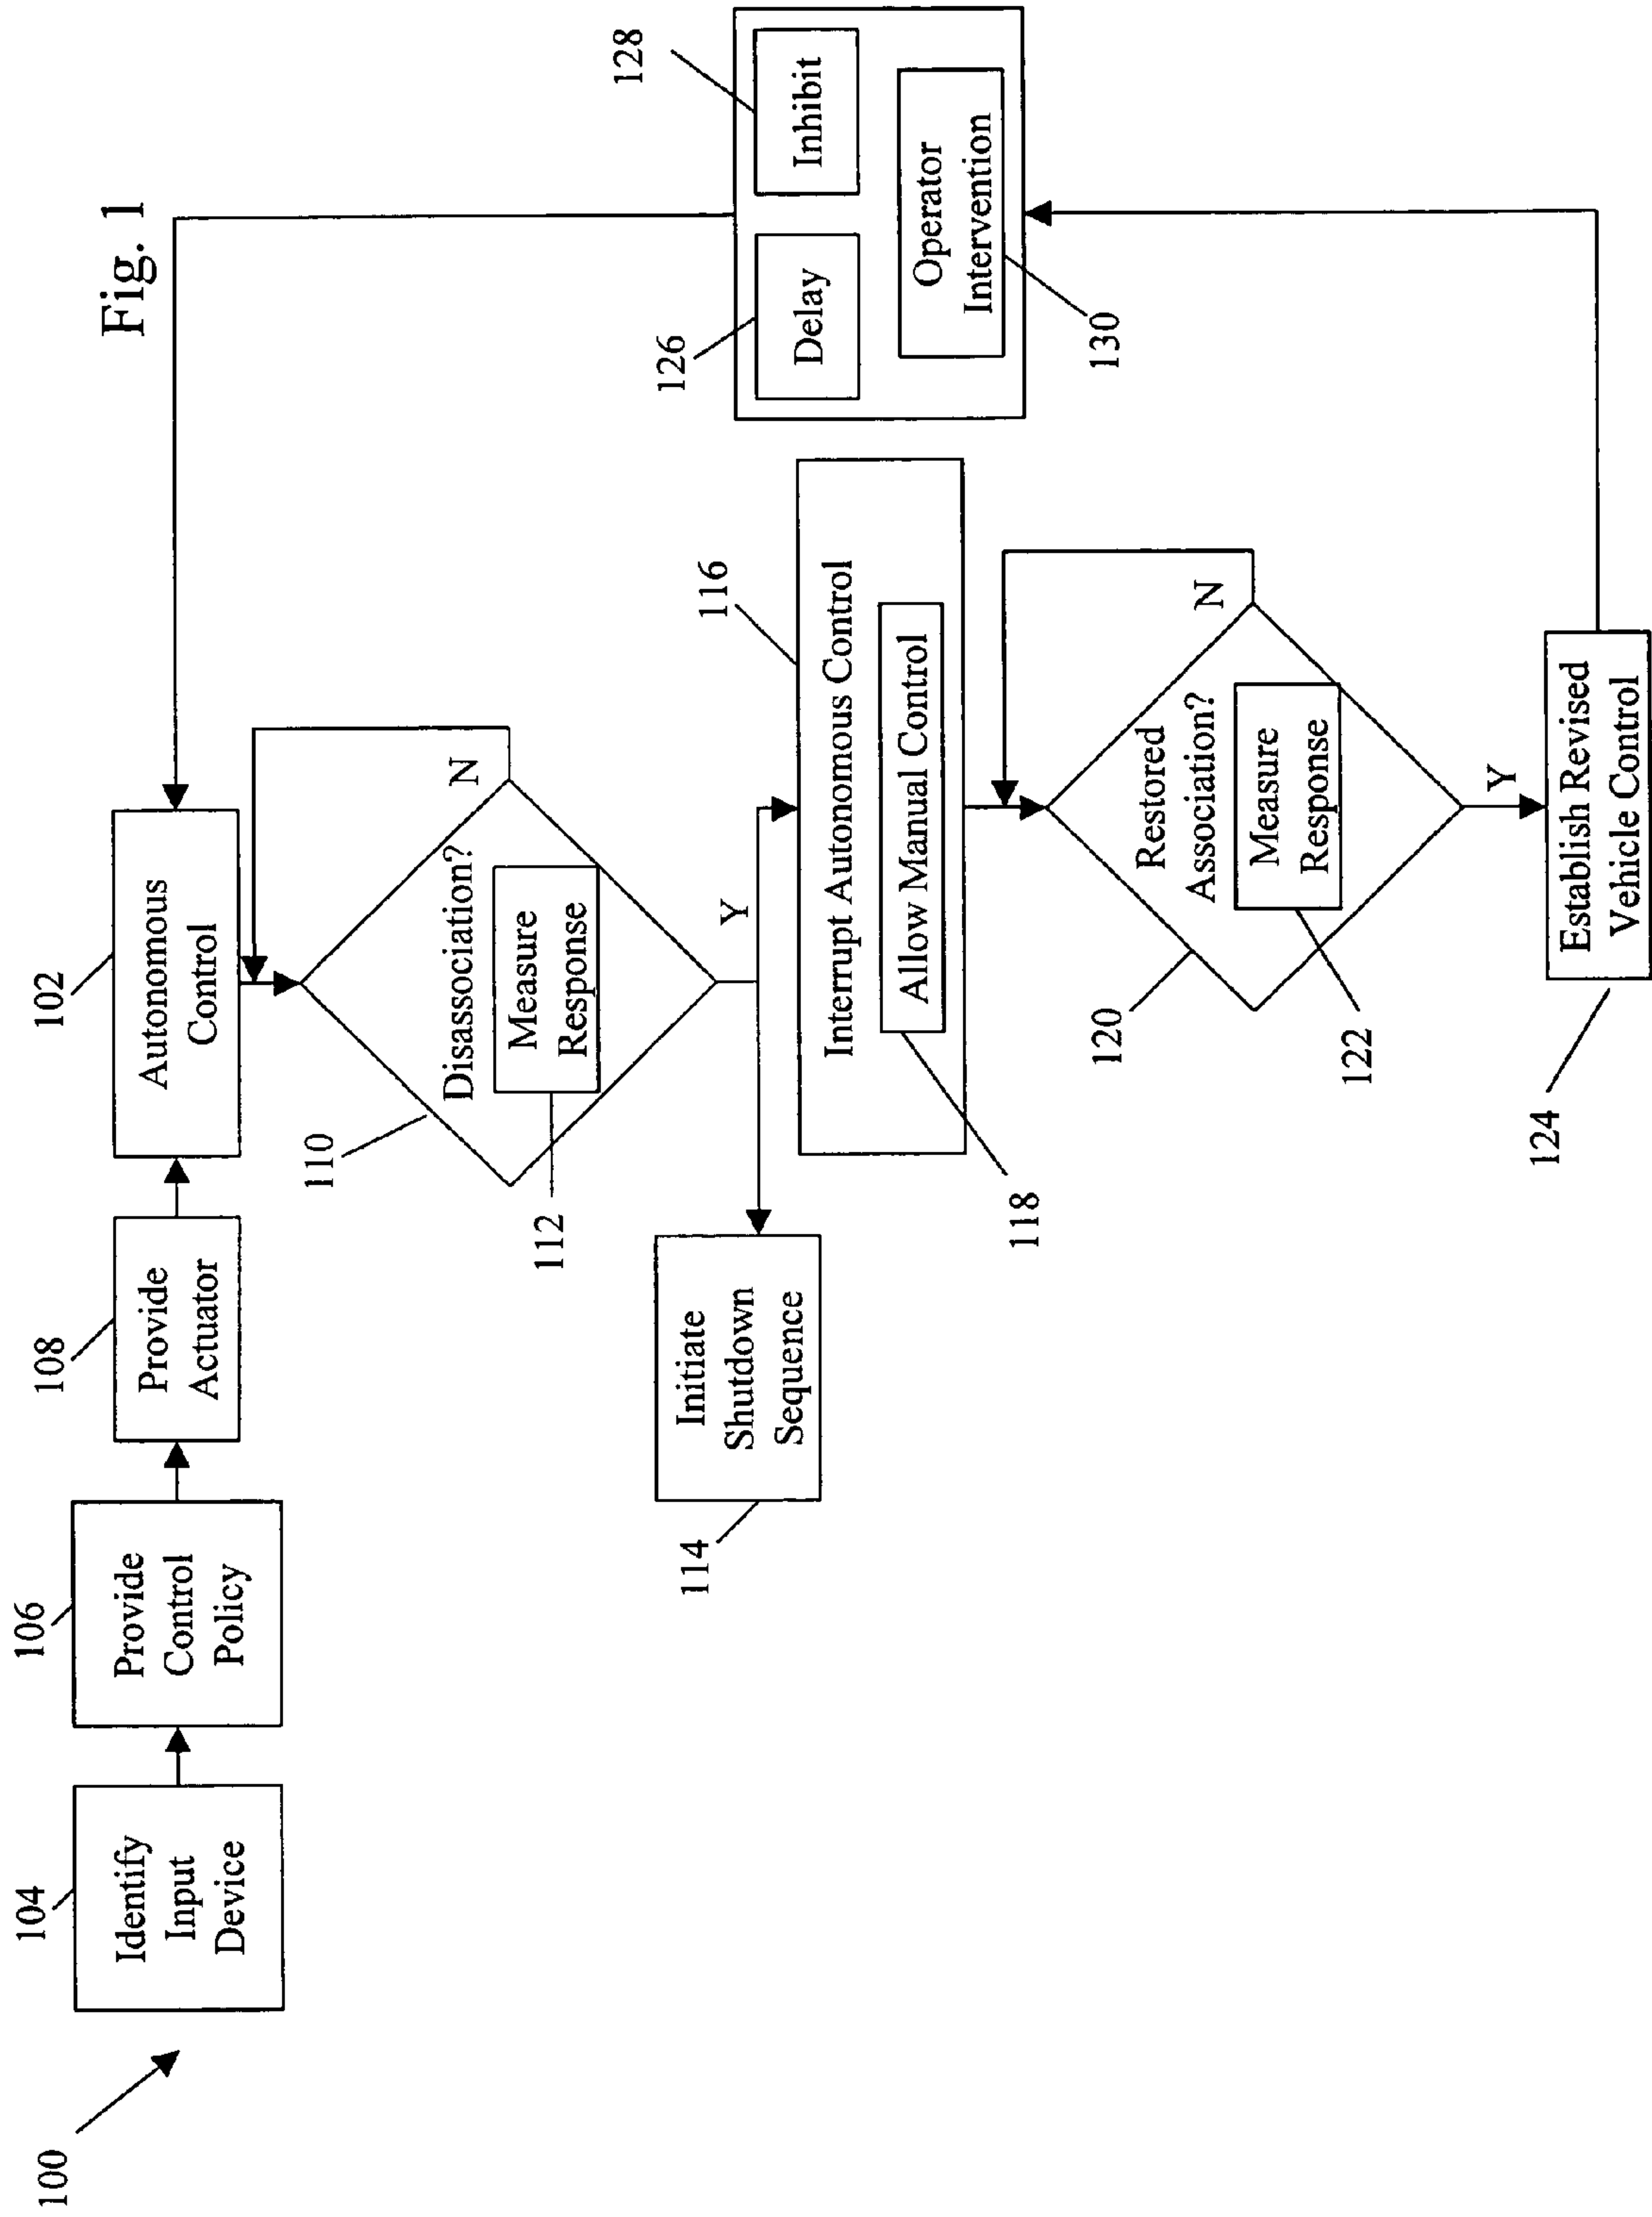 Fig. 1
100
104
Identify
Input
Device
106
Provide
Control
Policy
108
Provide
Actuator
102
Autonomous
Control
110
Disassociation?
N
112
Measure
Response
Y
114
Initiate
Shutdown
Sequence
116
Interrupt Autonomous Control
118
Allow Manual Control
120
Restored
Association?
N
122
Measure
Response
Y
124
Establish Revised
Vehicle Control
126
Delay
128
Inhibit
130
Operator
Intervention